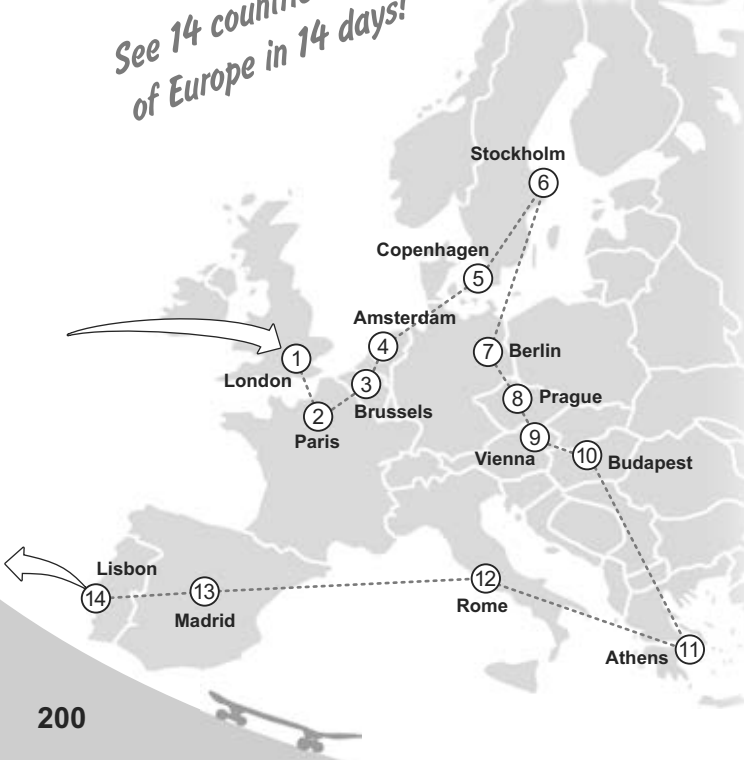 See 14
of Europe in 14 days!
Stockholm
6
Copenhagen
5
Amsterdam
4
1
7 Berlin
London
3
Brussels
8 Prague
2
Paris
9
Vienna
10 Budapest
Lisbon
14
13
Madrid
12
Rome
Athens 11
200